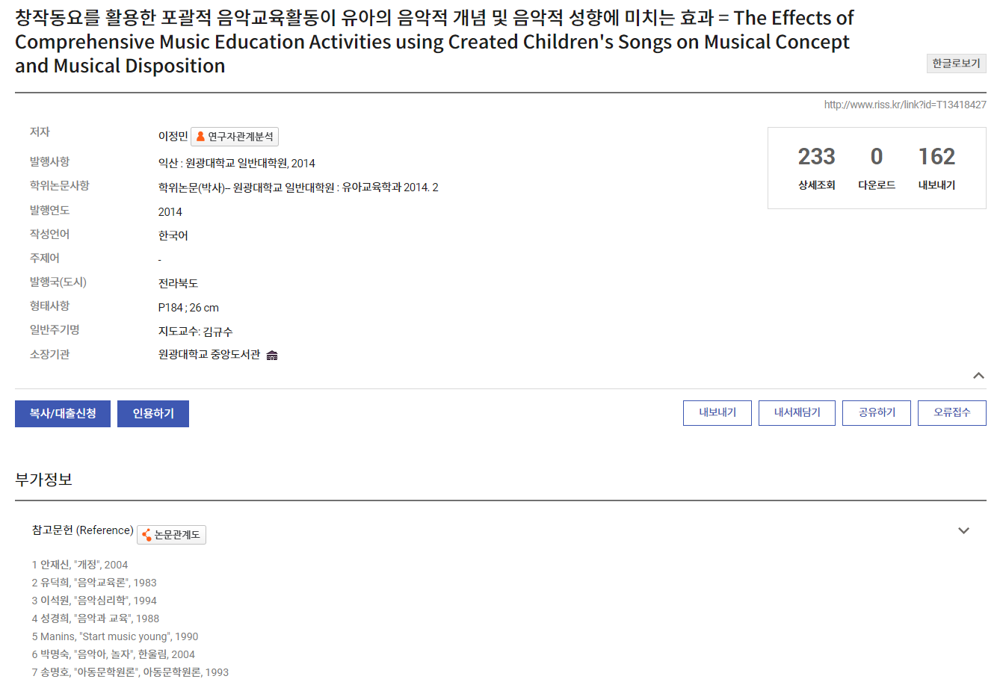 창작동요를 활용한 포괄적 음악교육활동이 유아의 음악적 개념 및 음악적 성향에 미치는 효과 = The Effects of
Comprehensive Music Education Activities using Created Children's Songs on Musical Concept
and Musical Disposition
한글로보기
http://www.riss.kr/link?id=T13418427
저자
이정민 연구자관계분석
발행사항
익산 : 원광대학교 일반대학원, 2014
학위논문사항
학위논문(박사)-- 원광대학교 일반대학원 : 유아교육학과 2014. 2
발행연도
2014
작성언어
한국어
주제어
-
발행국(도시)
전라북도
형태사항
P184 ; 26 cm
일반주기명
지도교수: 김규수
소장기관
원광대학교 중앙도서관
233 0 162
상세조회 다운로드 내보내기
복사/대출신청 인용하기 내보내기 내서재담기 공유하기 오류접수
부가정보
참고문헌 (Reference) 논문관계도
1 안재신, "개정", 2004
2 유덕희, "음악교육론", 1983
3 이석원, "음악심리학", 1994
4 성경희, "음악과 교육", 1988
5 Manins, "Start music young", 1990
6 박명숙, "음악아, 놀자", 한울림, 2004
7 송명호, "아동문학원론", 아동문학원론, 1993